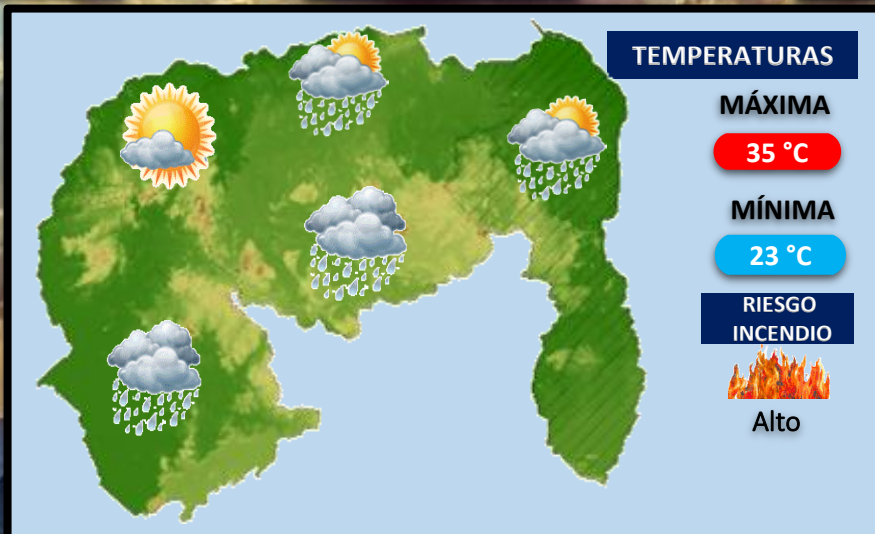 TEMPERATURAS
MÁXIMA
35 °C
MÍNIMA
23 °C
RIESGO
INCENDIO
Alto